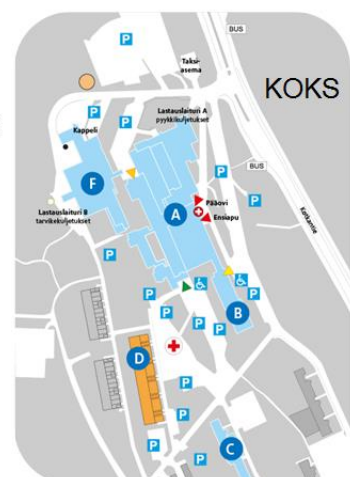 P
BUS
Taksi-
asema
KOKS
P
P
Lastauslaituri A
pyykkikuljetukset
Kappeli
P
F
A
BUS
Pääovi
Ensiapu
Kotkantie
Lastauslaituri B
tarvikekuljetukset
P
P
P
P
P
P
B
P
P
D
P
P
P
C